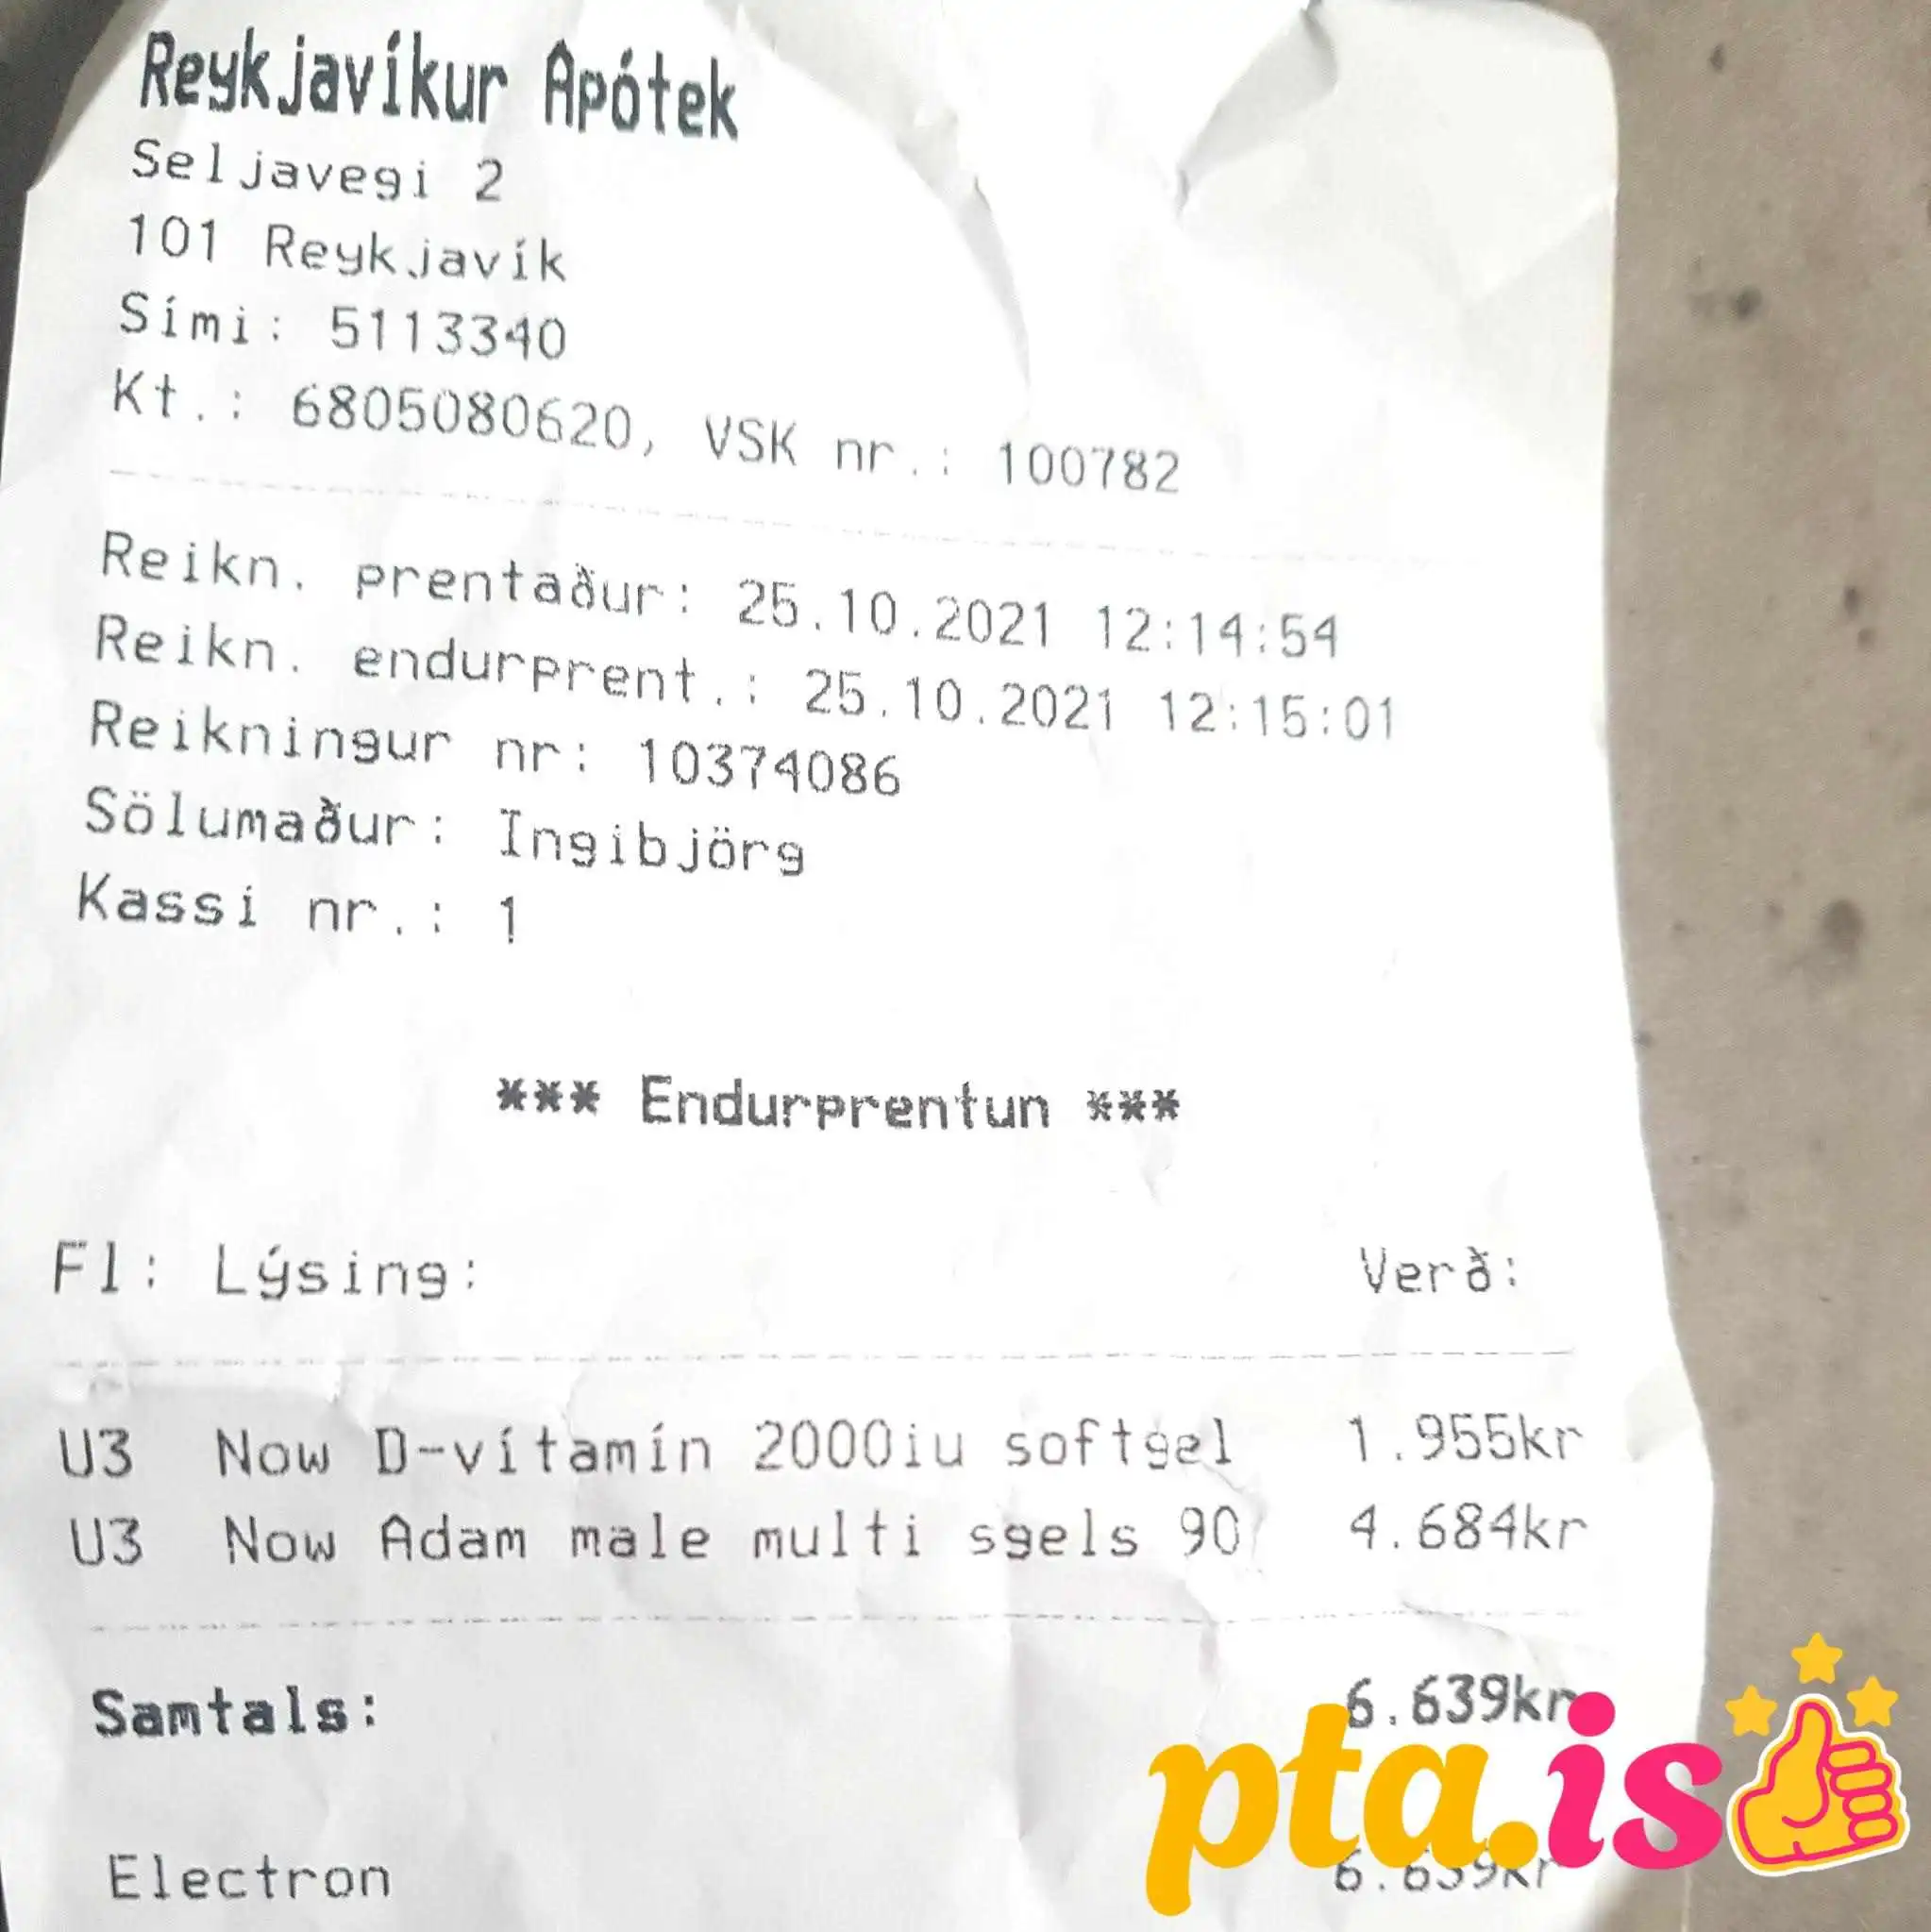 Reykjavíkur Apótek
Seljavegi 2
101 Reykjavík
Sími: 5113340
Kt.: 6805080620, VSK nr.: 100782
Reikn. prentaður: 25.10.2021 12:14:54
Reikn. endurprent.: 25.10.2021 12:15:01
Reikningur nr: 10374086
Sölumaður: Ingibjörg
Kassi nr.: 1
*** Endurprentun ***
Fl: Lýsing: Verð:
U3 Now D-vítamín 2000iu softgel 1.955kr
U3 Now Adam male multi sgels 90 4.684kr
Samtals: 6.639kr
pta.is
Electron 6.639kr